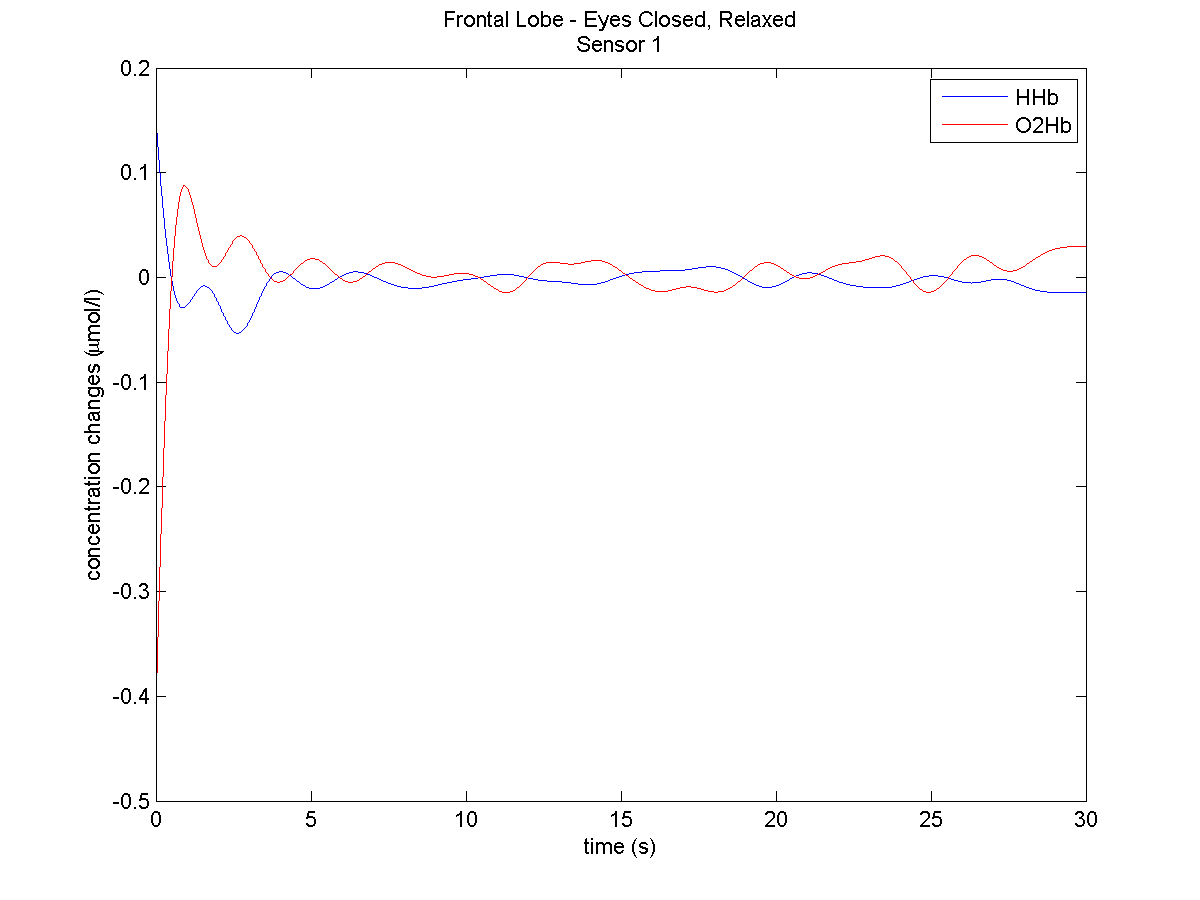 Frontal Lobe - Eyes Closed, Relaxed
Sensor 1
HHb
O2Hb
concentration changes (μmol/l)
0.2
0.1
0
-0.1
-0.2
-0.3
-0.4
-0.5
0 5 10 15 20 25 30
time (s)